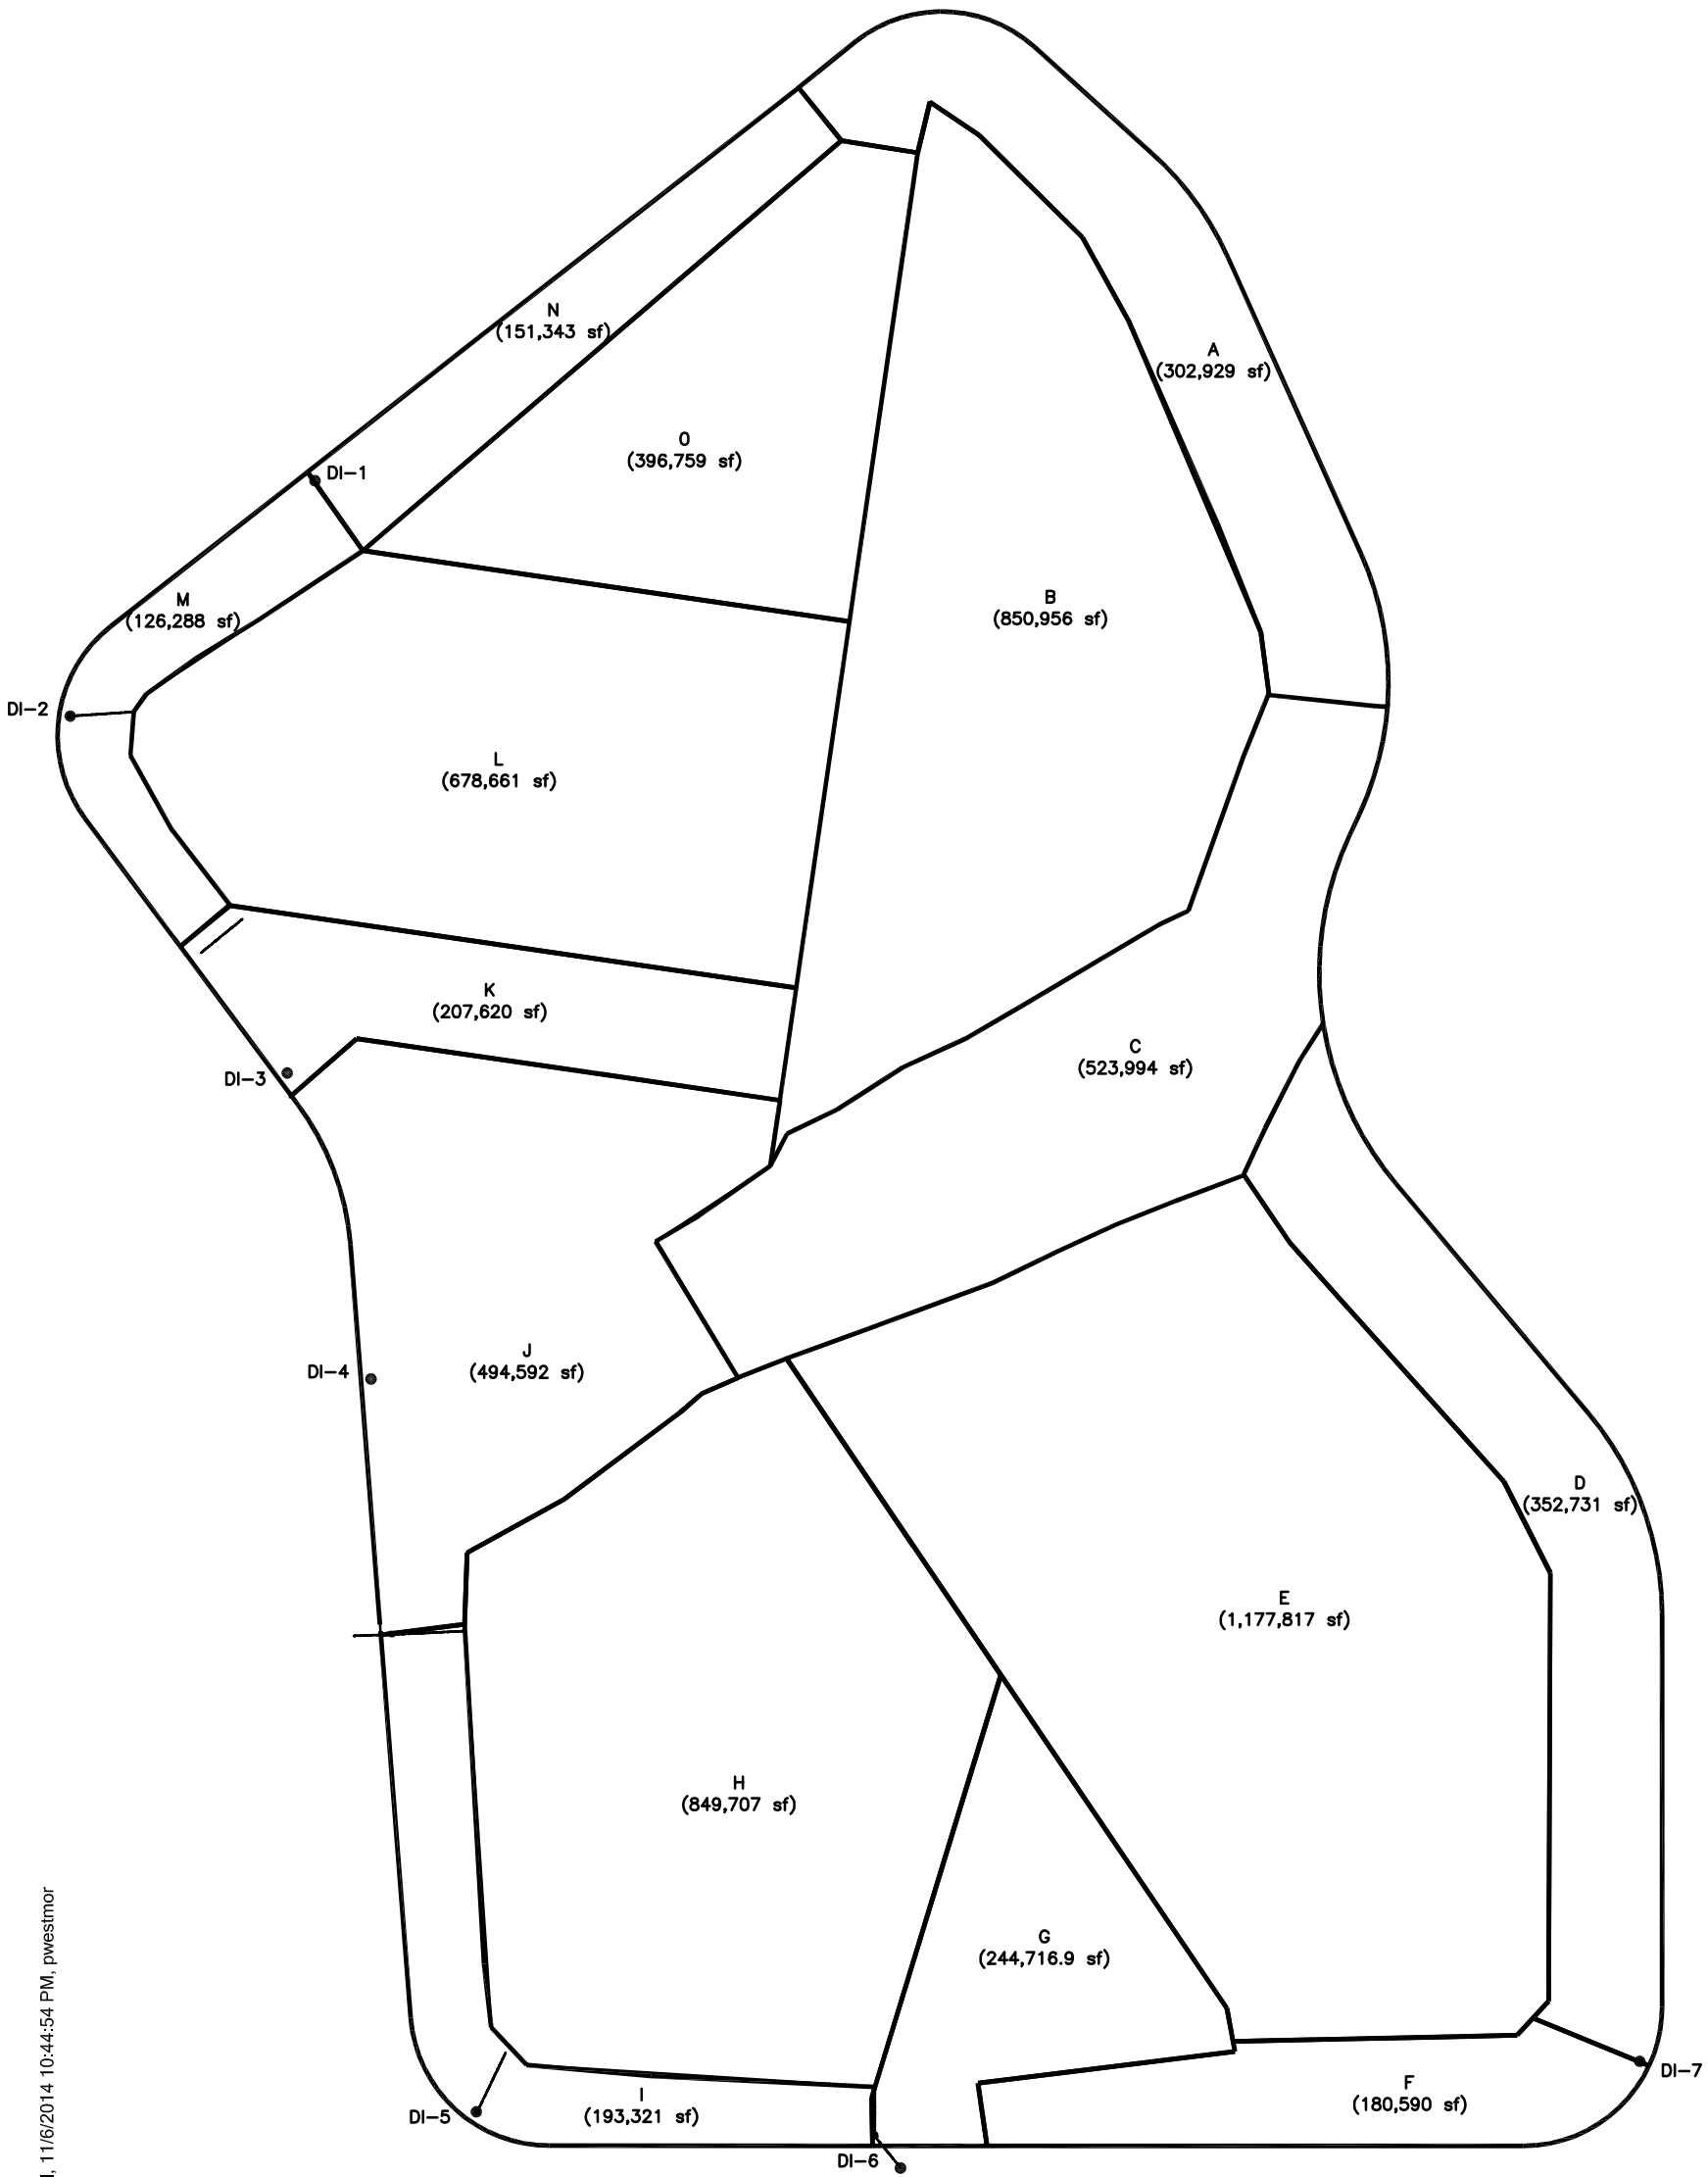 N
(151,343 sf)
A
(302,929 sf)
O
(396,759 sf)
DI-1
M
(126,288 sf)
B
(850,956 sf)
DI-2
L
(678,661 sf)
K
(207,620 sf)
C
(523,994 sf)
DI-3
J
(494,592 sf)
DI-4
D
(352,731 sf)
E
(1,177,817 sf)
H
(849,707 sf)
G
(244,716.9 sf)
DI-7
F
(180,590 sf)
I
(193,321 sf)
DI-5
DI-6
, 11/6/2014 10:44:54 PM, pwestmor